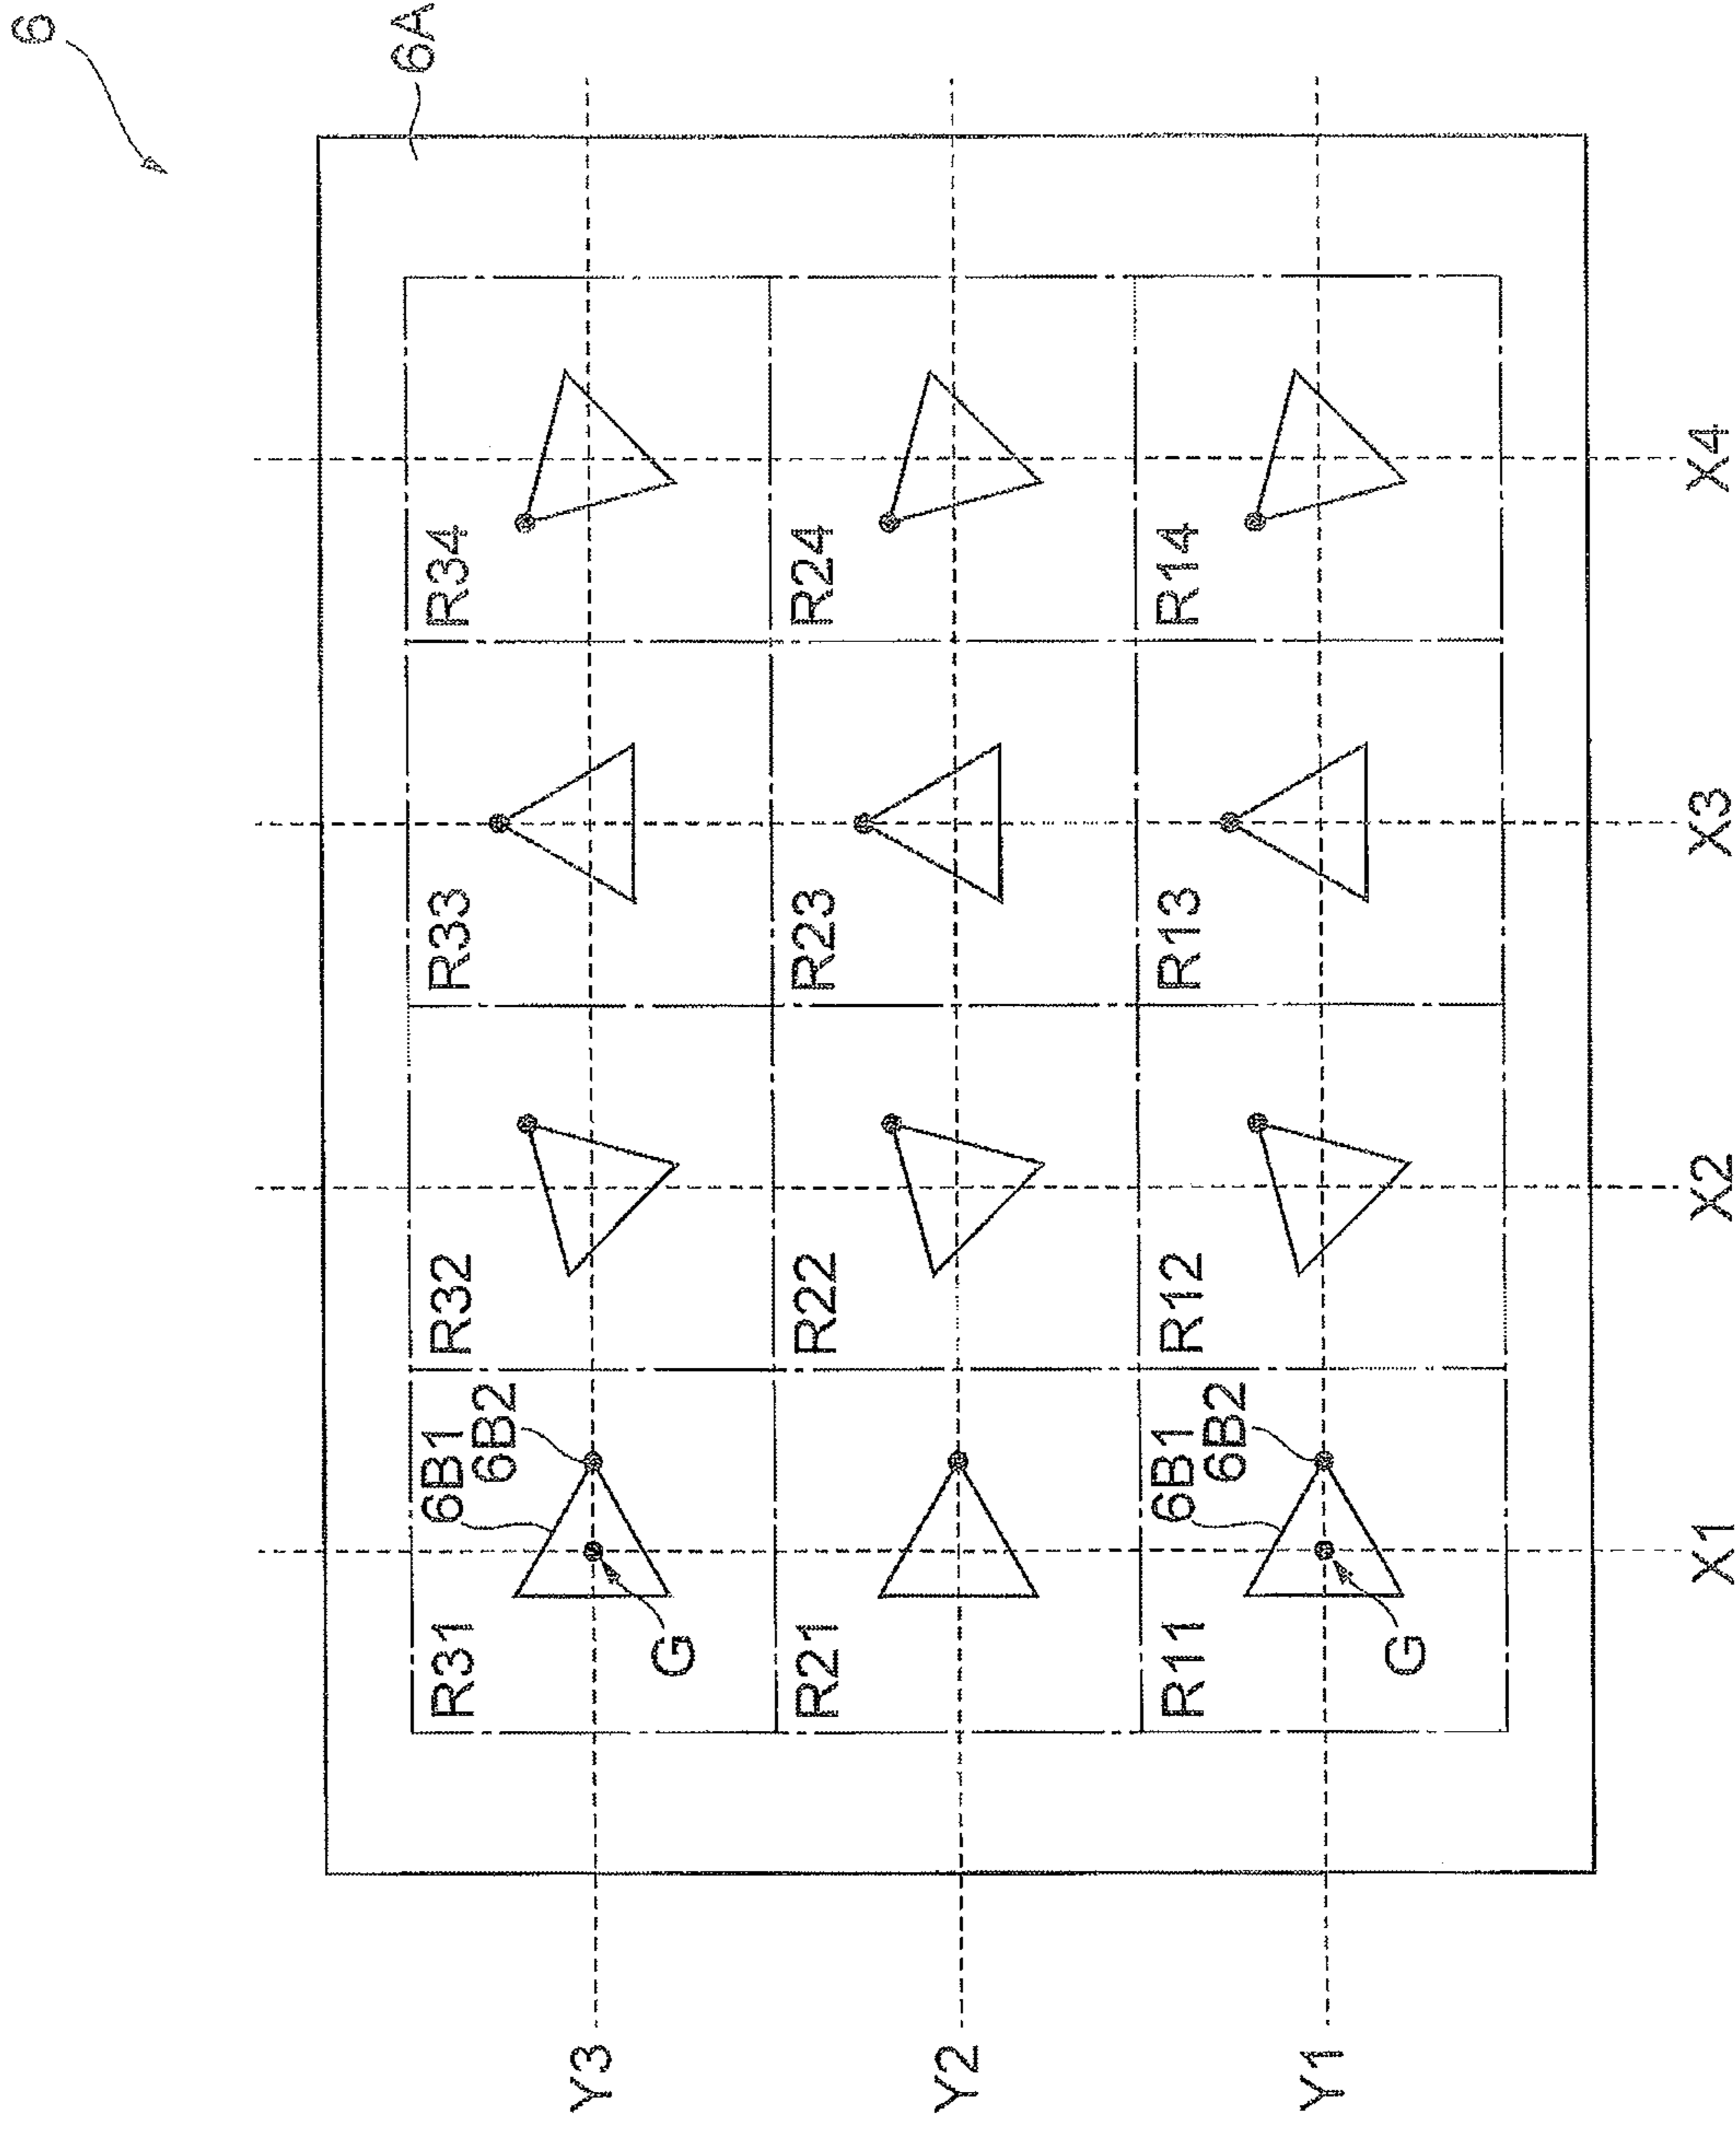 6
6A
6B1
R31 R32 R33 R34
6B2
Y3
G
R21 R22 R23 R24
Y2
6B1
R11 R12 R13 R14
6B2
Y1
G
X1 X2 X3 X4